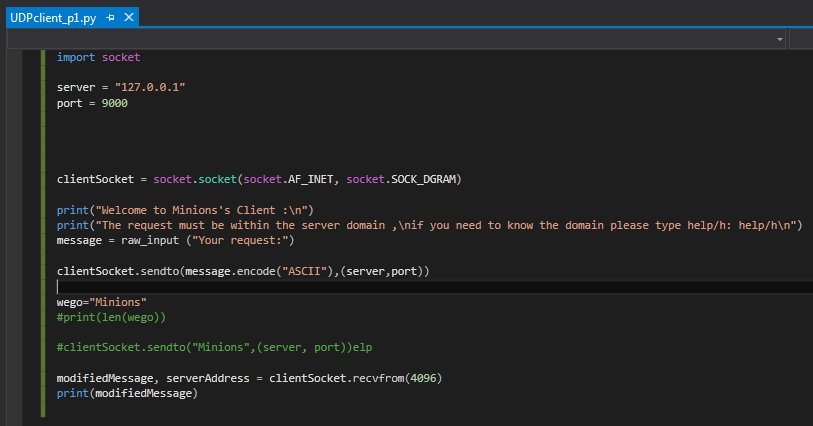 UDPclient_p1.py
import socket
server = "127.0.0.1"
port = 9000
clientSocket = socket.socket(socket.AF_INET, socket.SOCK_DGRAM)
print("Welcome to Minions's Client :\n")
print("The request must be within the server domain ,\nif you need to know the domain please type help/h: help/h\n")
message = raw_input ("Your request:")
clientSocket.sendto(message.encode("ASCII"),(server,port))
wego="Minions"
#print(len(wego))
#clientSocket.sendto("Minions",(server, port))elp
modifiedMessage, serverAddress = clientSocket.recvfrom(4096)
print(modifiedMessage)